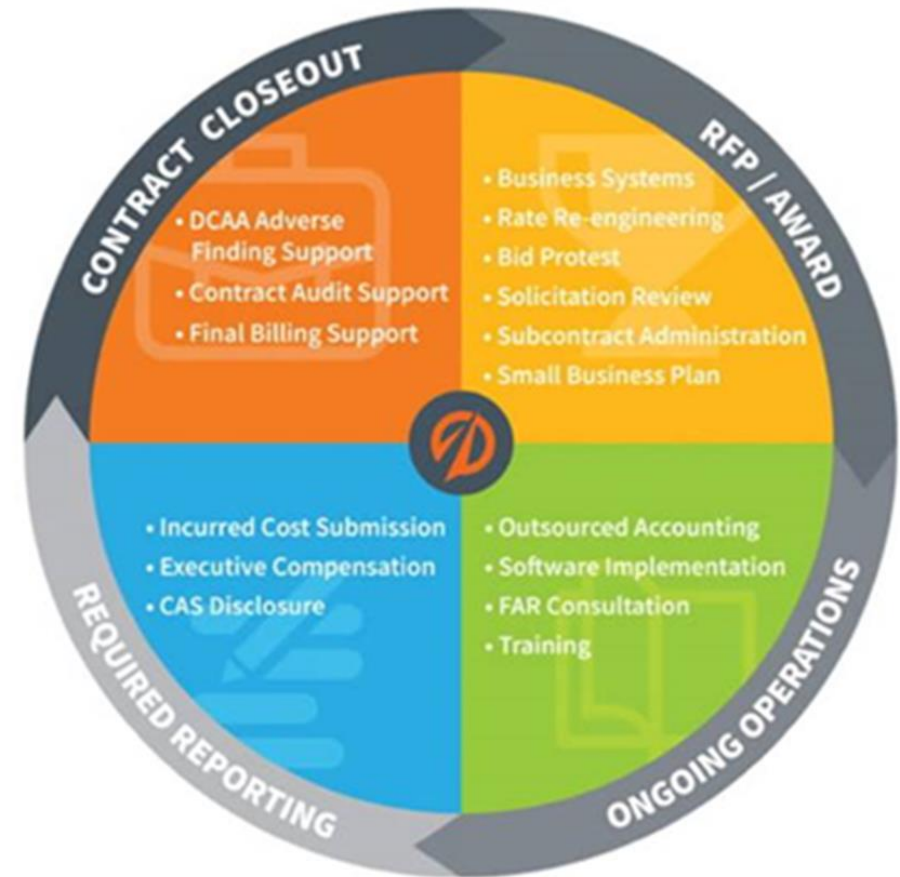 CONTRACT CLOSEOUT
• DCAA Adverse
Finding Support
• Contract Audit Support
• Final Billing Support
RFP / AWARD
• Business Systems
• Rate Re-engineering
• Bid Protest
• Solicitation Review
• Subcontract Administration
• Small Business Plan
REQUIRED REPORTING
• Incurred Cost Submission
• Executive Compensation
• CAS Disclosure
ONGOING OPERATIONS
• Outsourced Accounting
• Software Implementation
• FAR Consultation
• Training